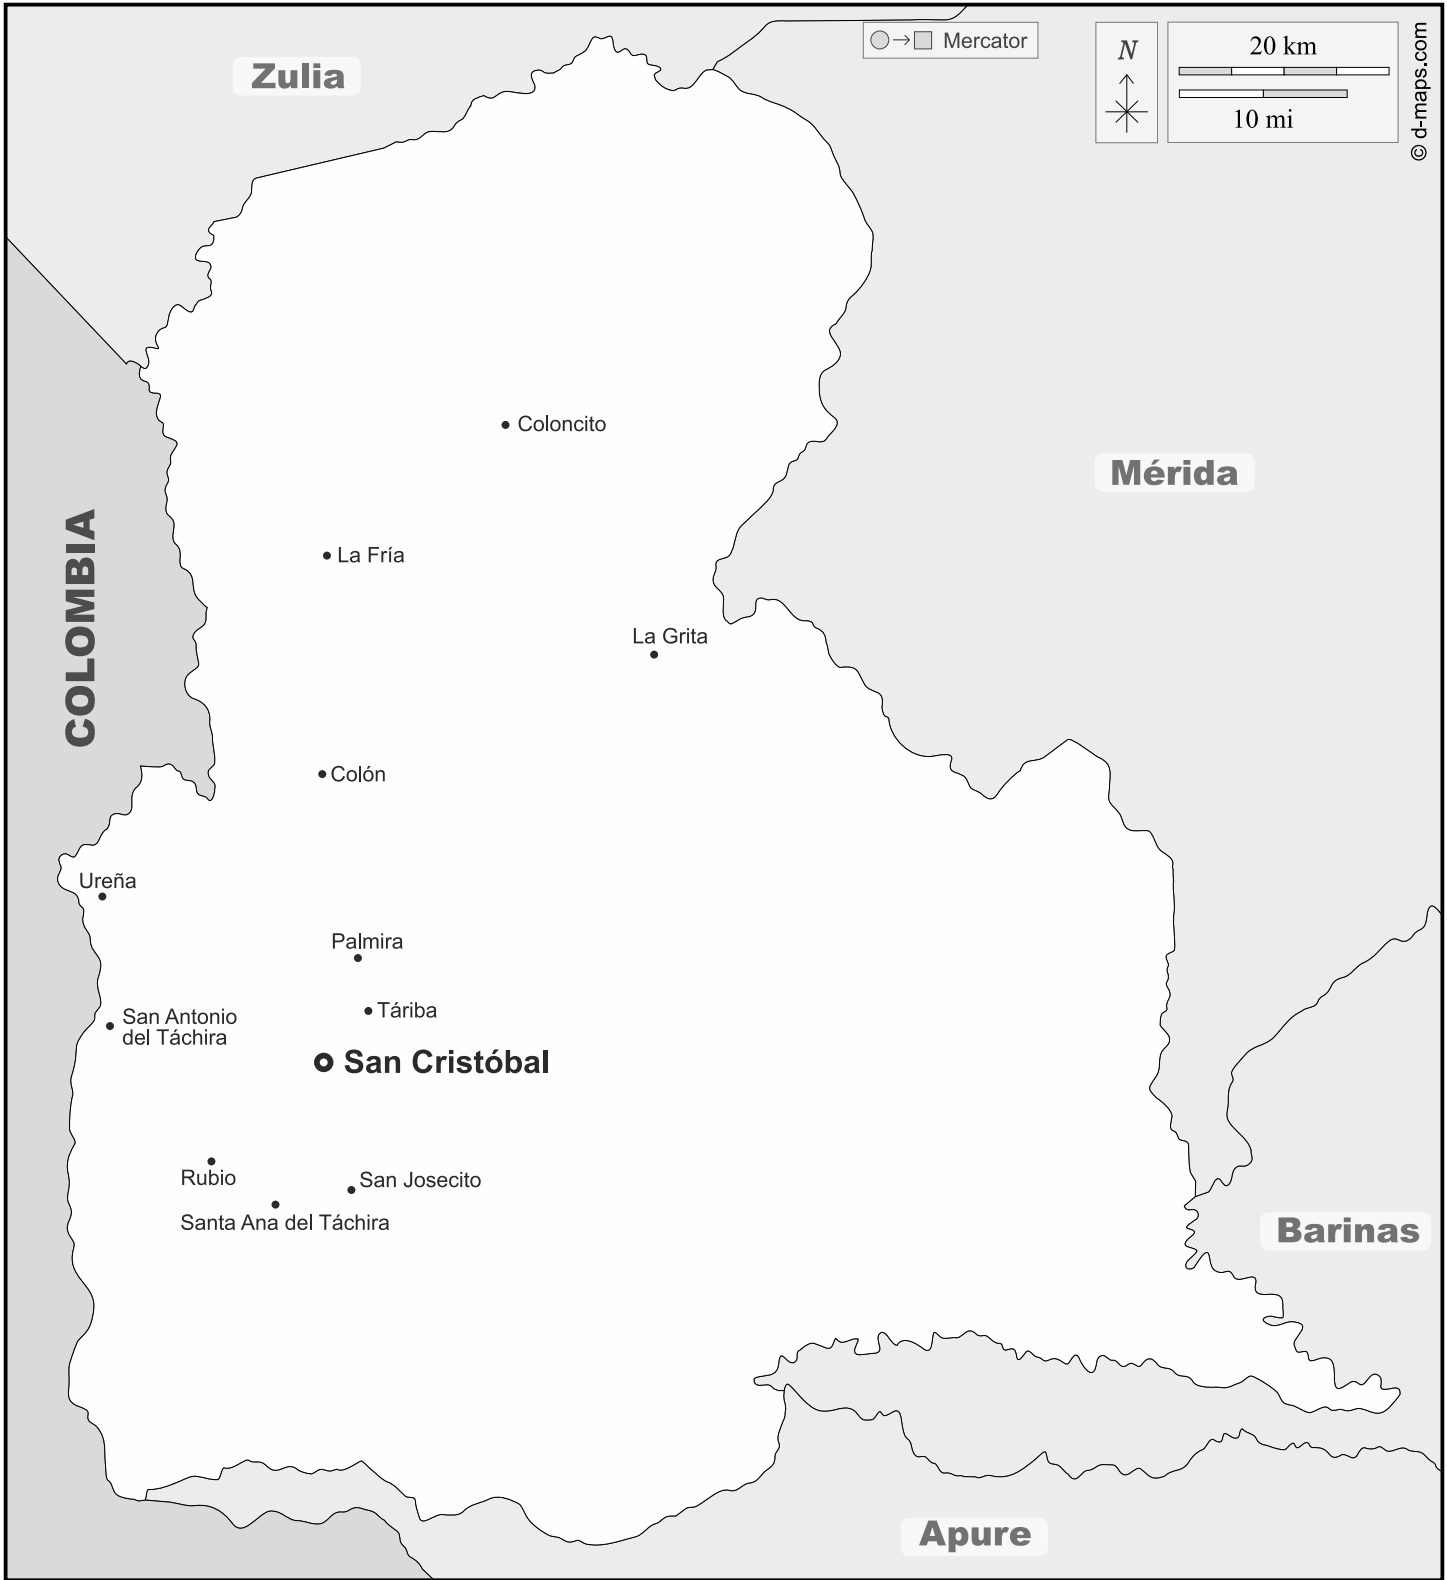 Zulia
Mercator
N
20 km
10 mi
© d-maps.com
Coloncito
Mérida
COLOMBIA
La Fría
La Grita
Colón
Ureña
Palmira
Táriba
San Antonio
del Táchira
San Cristóbal
Rubio
San Josecito
Santa Ana del Táchira
Barinas
Apure